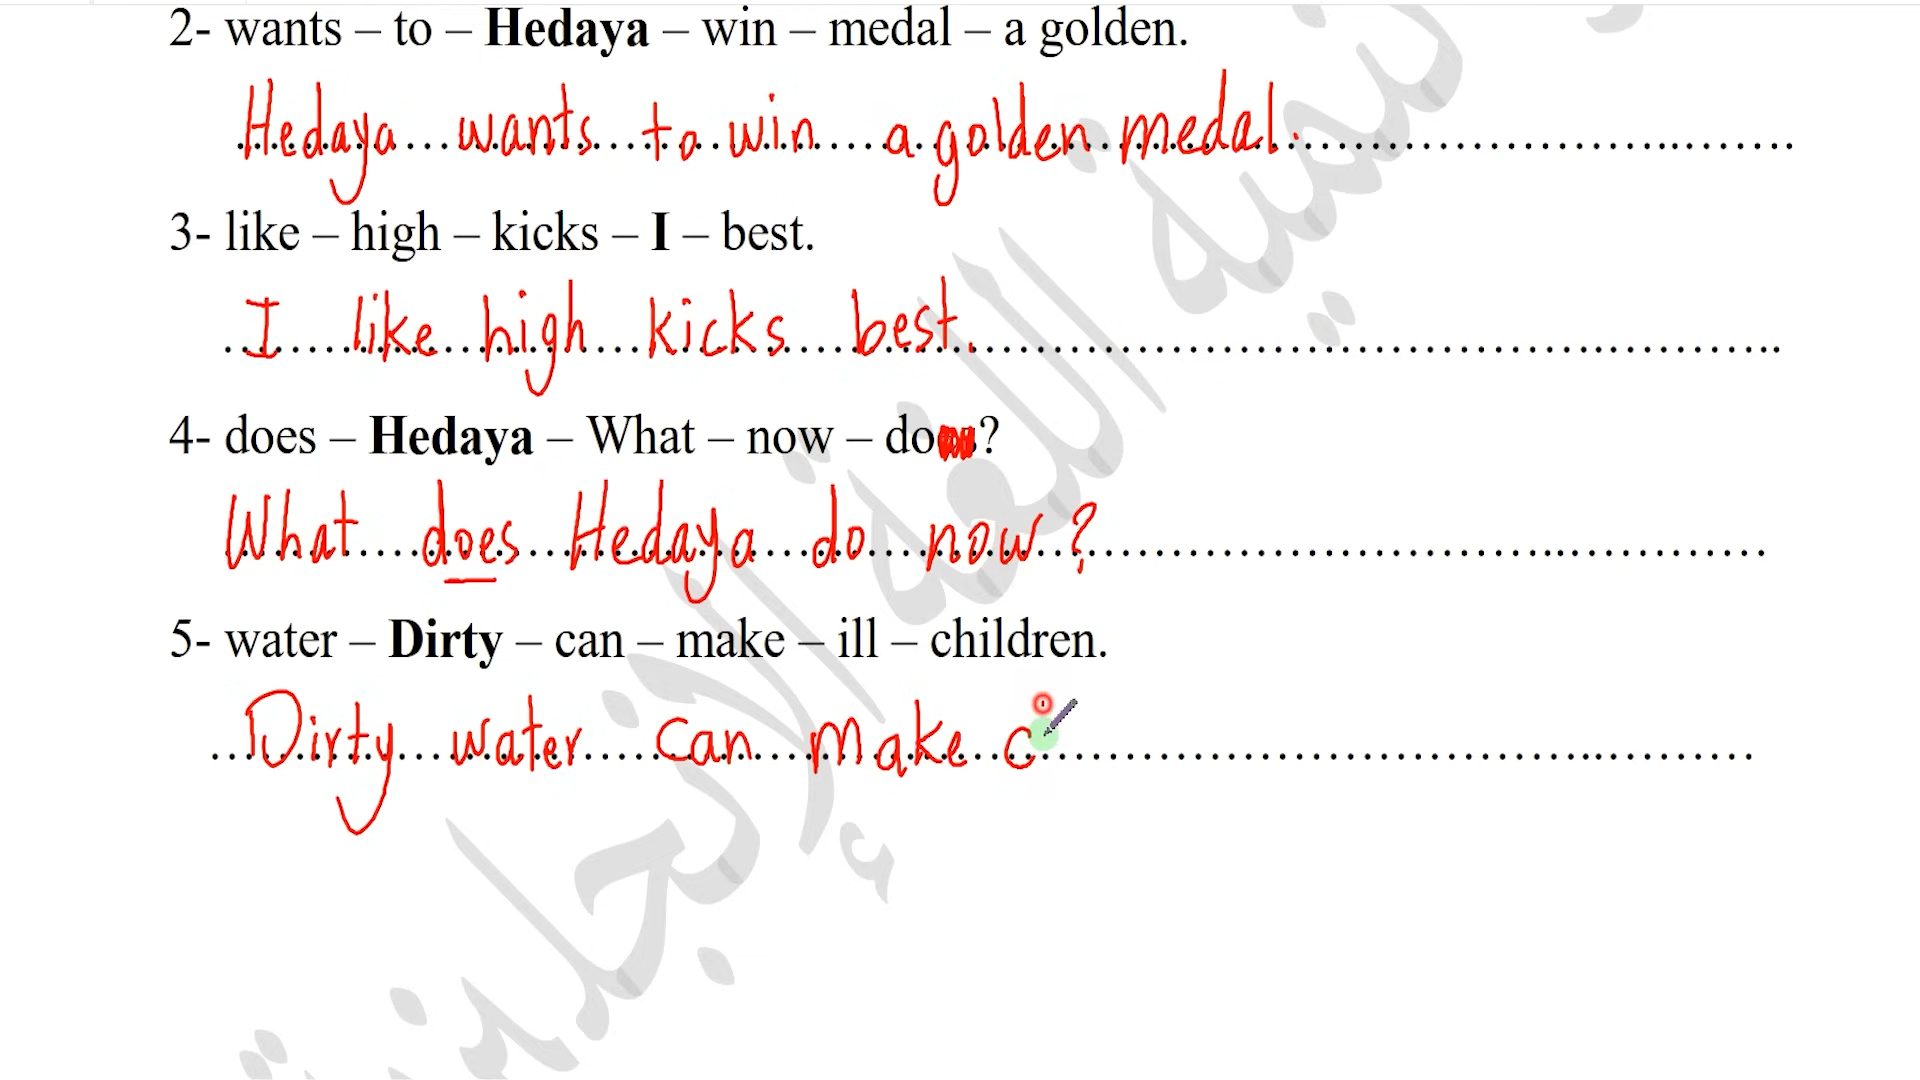 2- wants – to – Hedaya – win – medal – a golden.
Hedaya wants to win a golden medal.
3- like – high – kicks – I – best.
I like high kicks best.
4- does – Hedaya – What – now – do?
What does Hedaya do now?
5- water – Dirty – can – make – ill – children.
Dirty water can make c